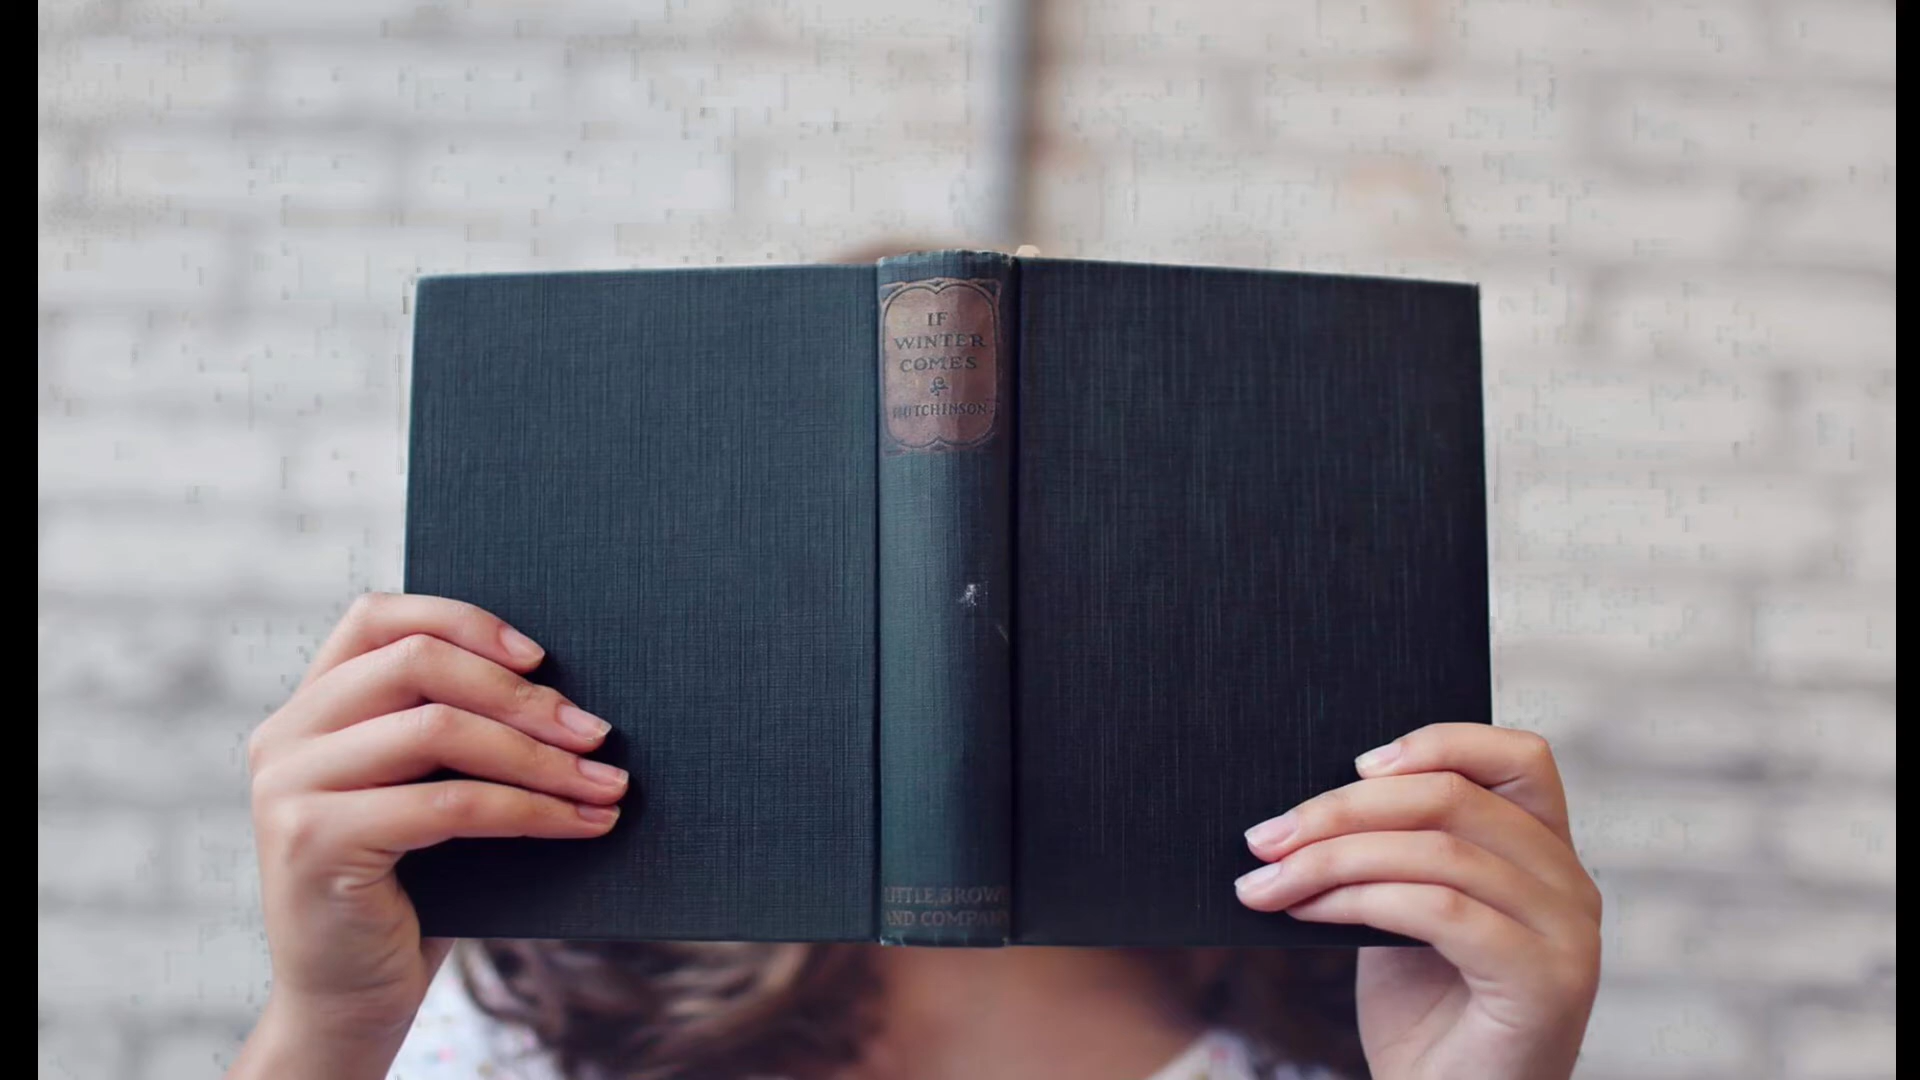 IF
WINTER
COMES
HUTCHINSON
LITTLE, BROWN
AND COMPANY